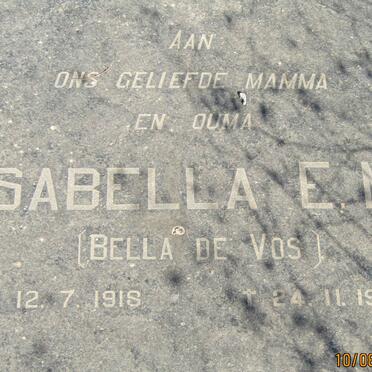 AAN
ONS GELIEFDE MAMMA
EN OUMA
SABELLA E.
(BELLA DE VOS)
12.7.1918 † 24.11.19
10/06